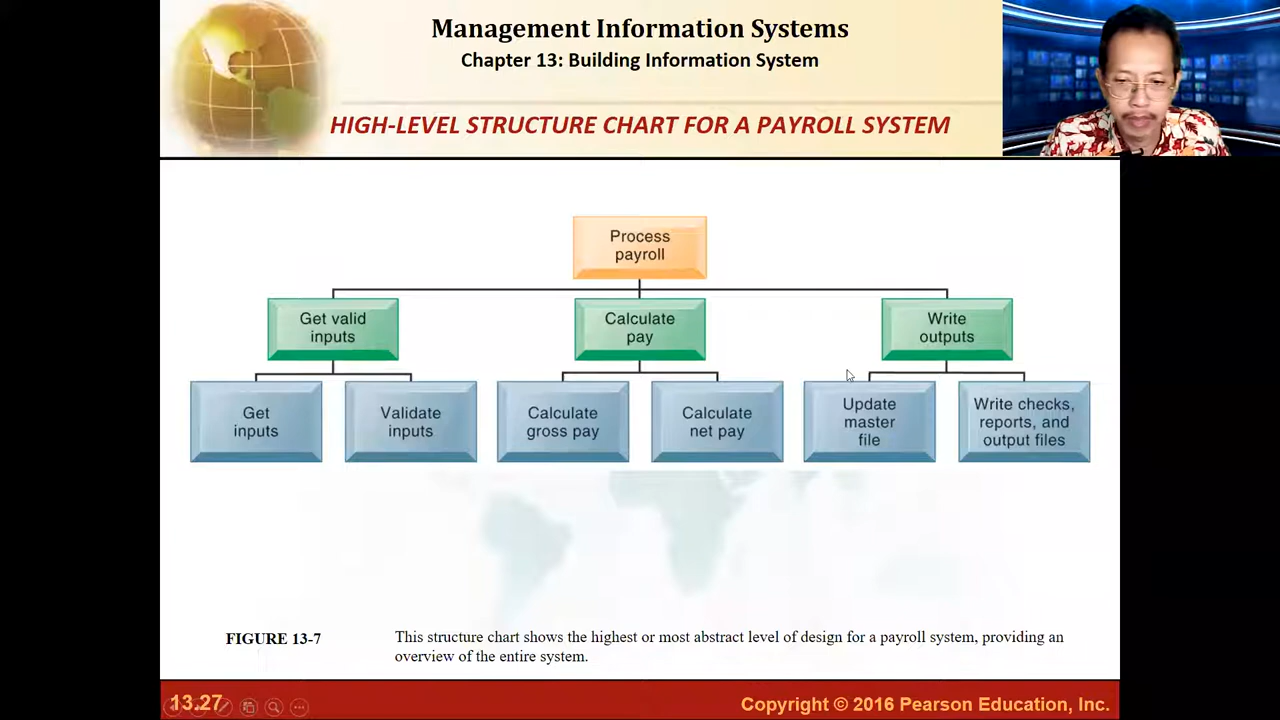 Management Information Systems
Chapter 13: Building Information System
HIGH-LEVEL STRUCTURE CHART FOR A PAYROLL SYSTEM
Process
payroll
Get valid
inputs
Calculate
pay
Write
outputs
Get
inputs
Validate
inputs
Calculate
gross pay
Calculate
net pay
Update
master
file
Write checks,
reports, and
output files
FIGURE 13-7
This structure chart shows the highest or most abstract level of design for a payroll system, providing an
overview of the entire system.
13.27
Copyright © 2016 Pearson Education, Inc.